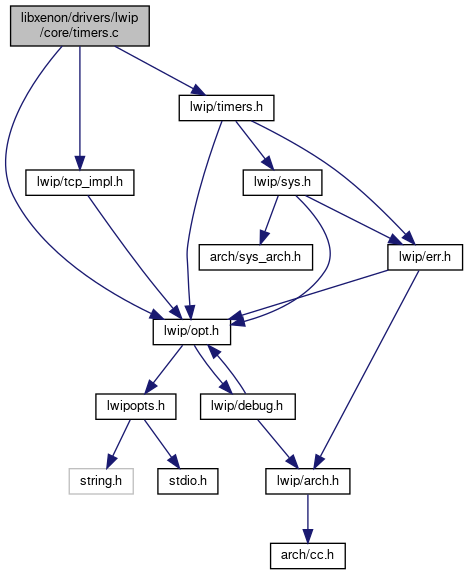 libxenon/drivers/lwip
/core/timers.c
lwip/timers.h
lwip/tcp_impl.h
lwip/sys.h
arch/sys_arch.h
lwip/err.h
lwip/opt.h
lwipopts.h
lwip/debug.h
string.h
stdio.h
lwip/arch.h
arch/cc.h